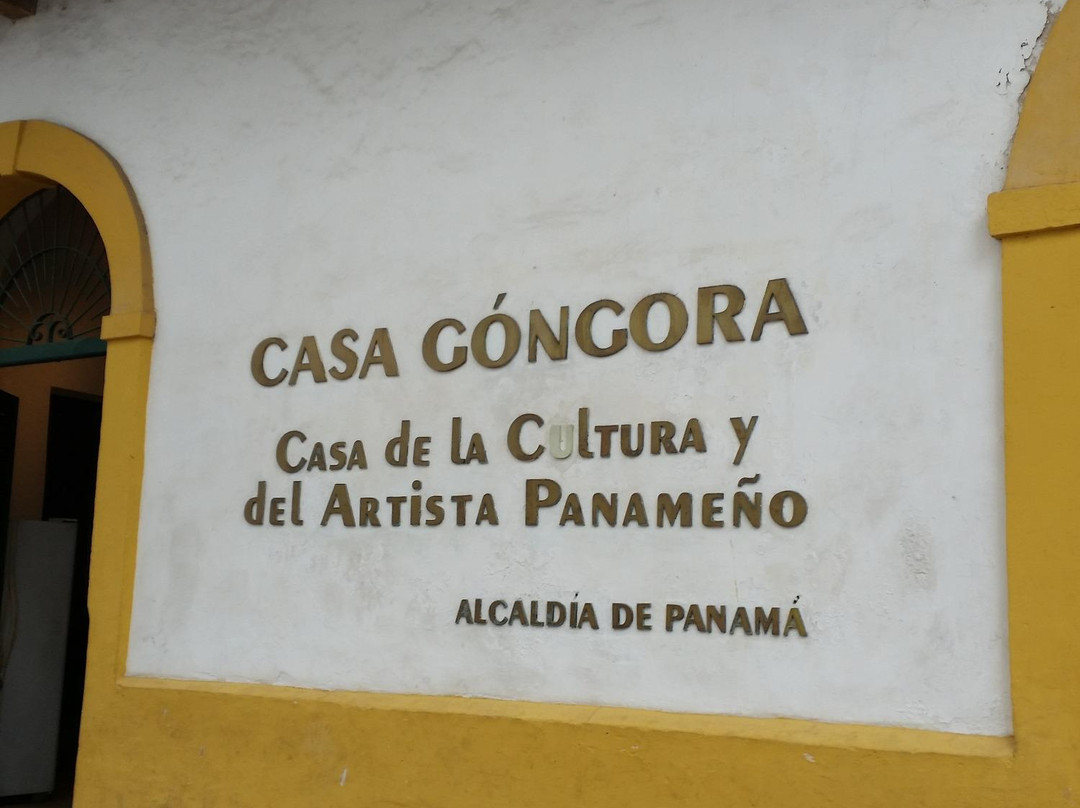 CASA GÓNGORA
CASA de la CulTURA y
del ARTiSTA PANAMEÑO
ALCALDÍA DE PANAMÁ